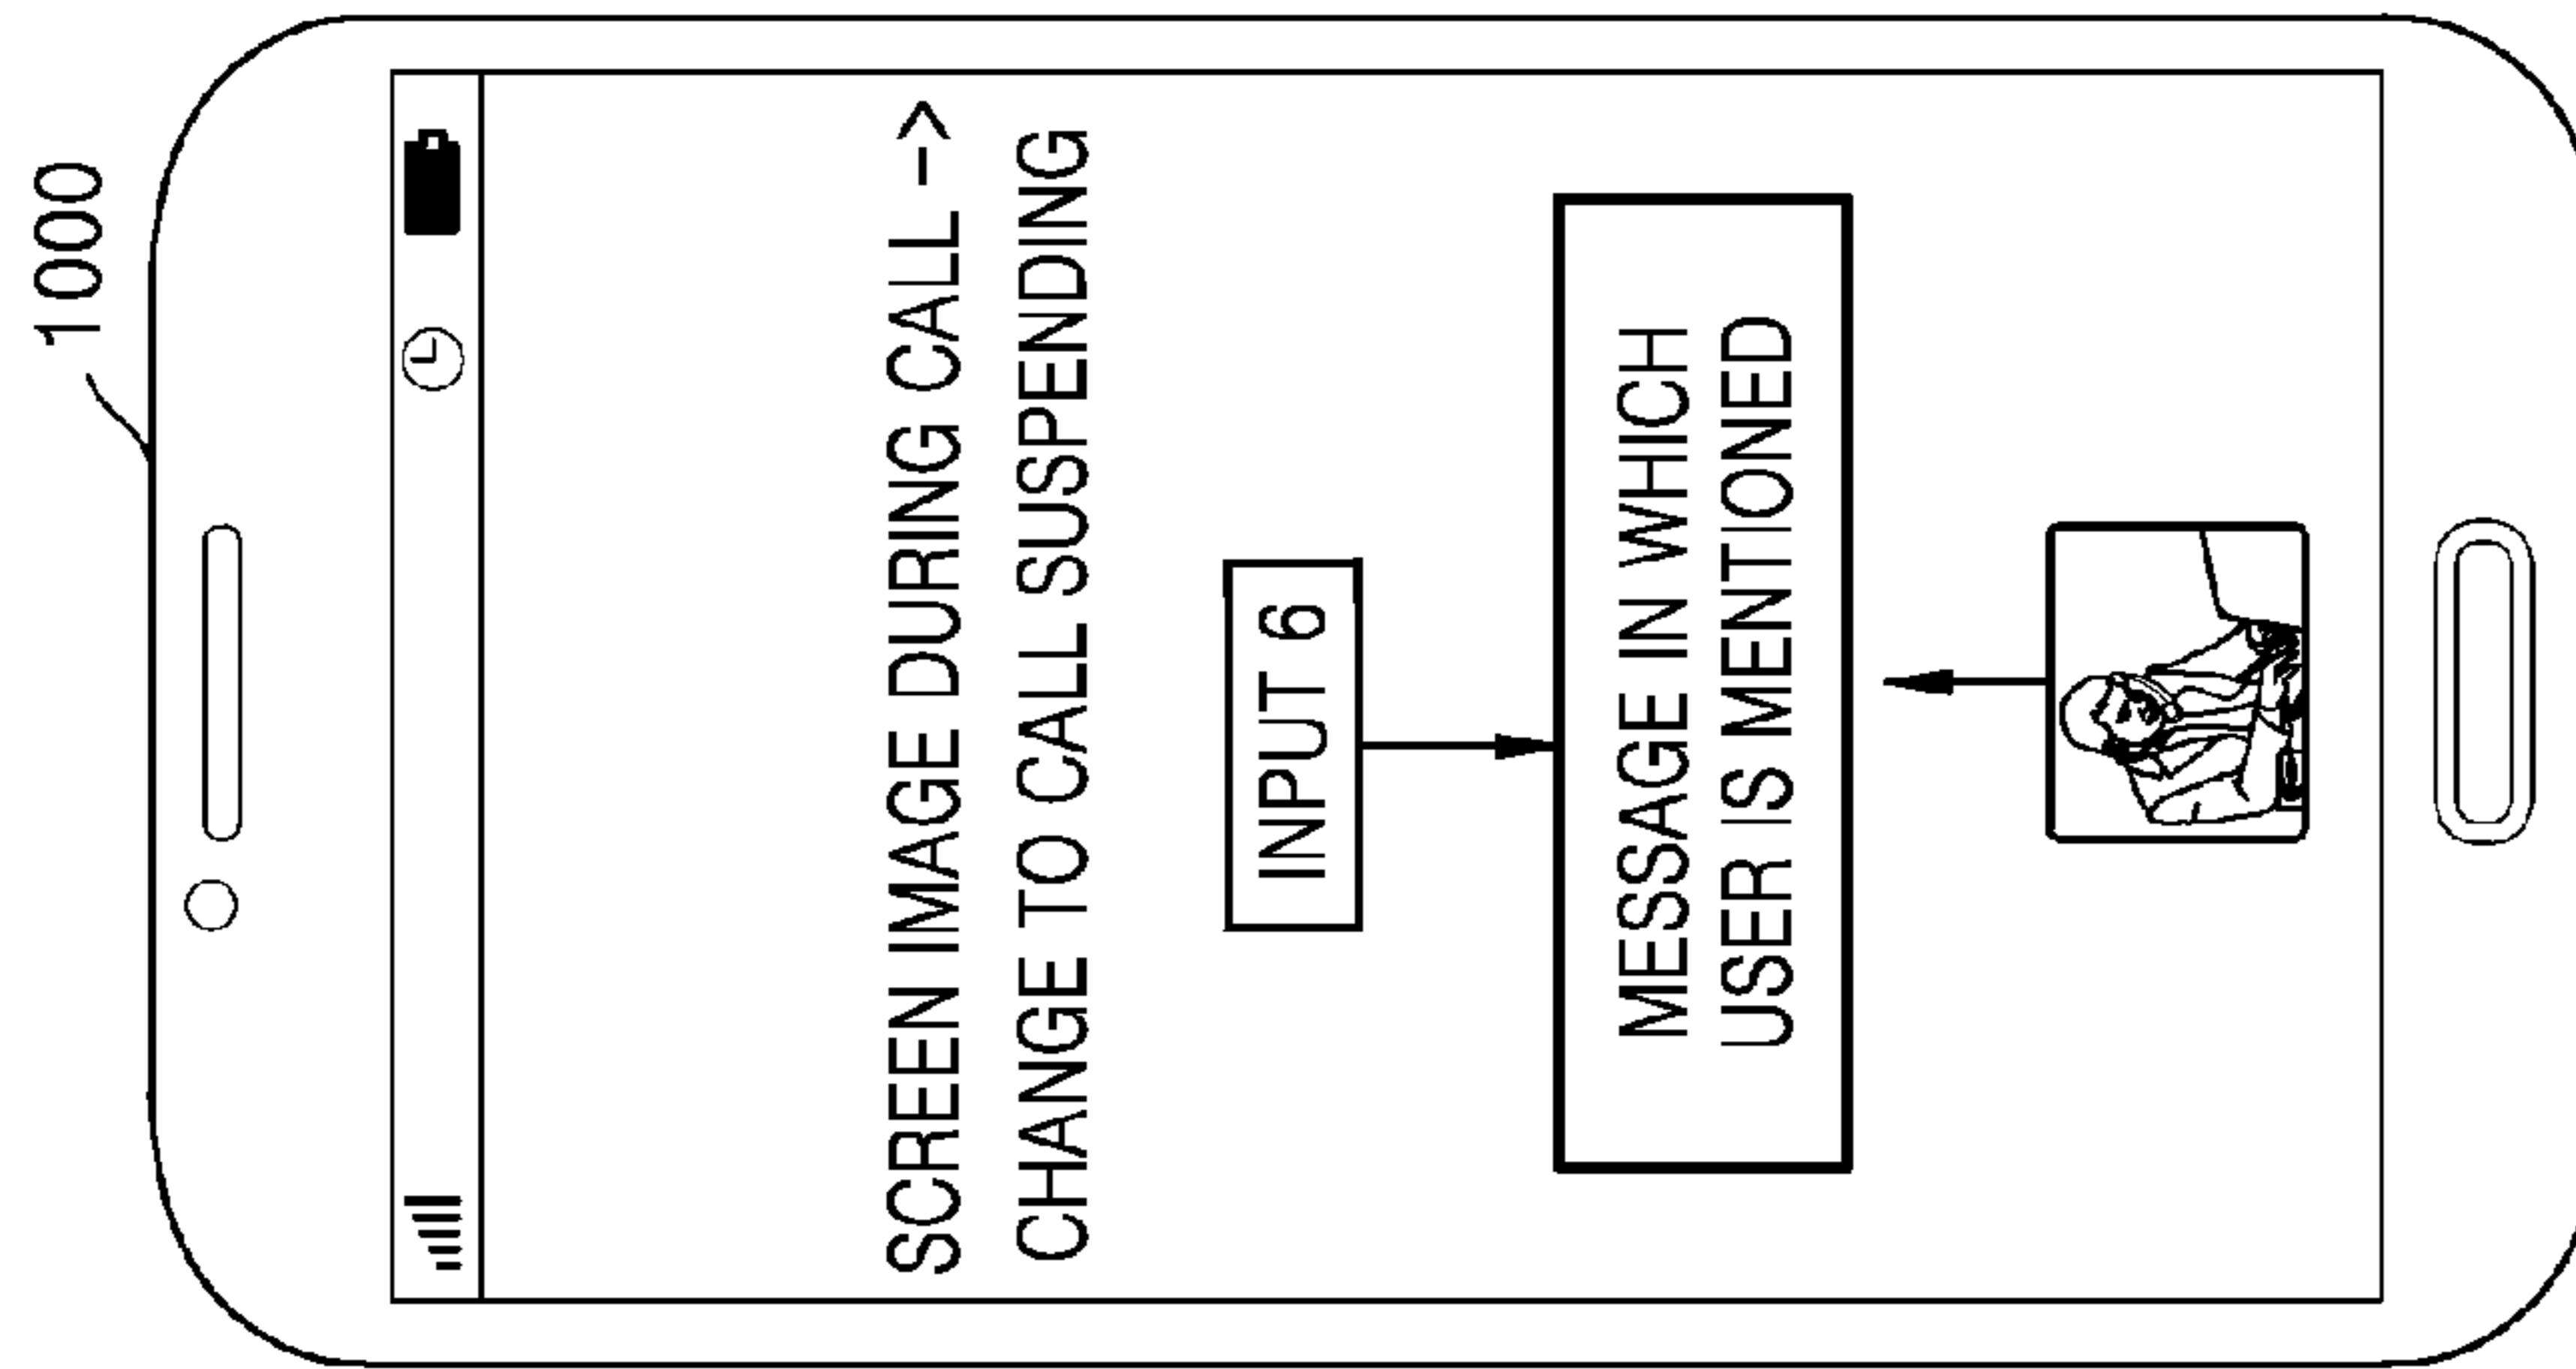 1000
SCREEN IMAGE DURING CALL ->
CHANGE TO CALL SUSPENDING
INPUT 6
MESSAGE IN WHICH
USER IS MENTIONED